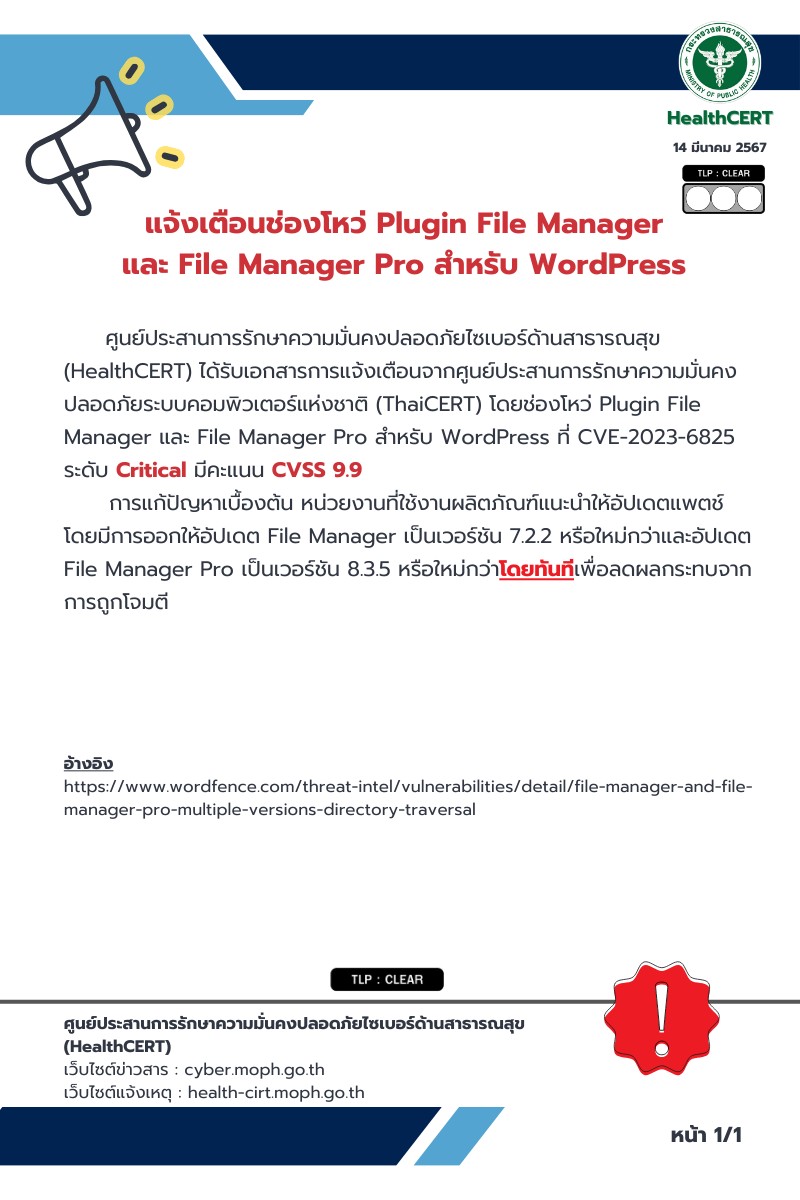 กระทรวงสาธารณสุข
MINISTRY OF PUBLIC HEALTH
HealthCERT
14 มีนาคม 2567
TLP : CLEAR
แจ้งเตือนช่องโหว่ Plugin File Manager
และ File Manager Pro สำหรับ WordPress
ศูนย์ประสานการรักษาความมั่นคงปลอดภัยไซเบอร์ด้านสาธารณสุข
(HealthCERT) ได้รับเอกสารการแจ้งเตือนจากศูนย์ประสานการรักษาความมั่นคง
ปลอดภัยระบบคอมพิวเตอร์แห่งชาติ (ThaiCERT) โดยช่องโหว่ Plugin File
Manager และ File Manager Pro สำหรับ WordPress ที่ CVE-2023-6825
ระดับ Critical มีคะแนน CVSS 9.9
การแก้ปัญหาเบื้องต้น หน่วยงานที่ใช้งานผลิตภัณฑ์แนะนำให้อัปเดตแพตช์
โดยมีการออกให้อัปเดต File Manager เป็นเวอร์ชัน 7.2.2 หรือใหม่กว่าและอัปเดต
File Manager Pro เป็นเวอร์ชัน 8.3.5 หรือใหม่กว่าโดยทันทีเพื่อลดผลกระทบจาก
การถูกโจมตี
อ้างอิง
https://www.wordfence.com/threat-intel/vulnerabilities/detail/file-manager-and-file-
manager-pro-multiple-versions-directory-traversal
TLP : CLEAR
ศูนย์ประสานการรักษาความมั่นคงปลอดภัยไซเบอร์ด้านสาธารณสุข
(HealthCERT)
เว็บไซต์ข่าวสาร : cyber.moph.go.th
เว็บไซต์แจ้งเหตุ : health-cirt.moph.go.th
หน้า 1/1